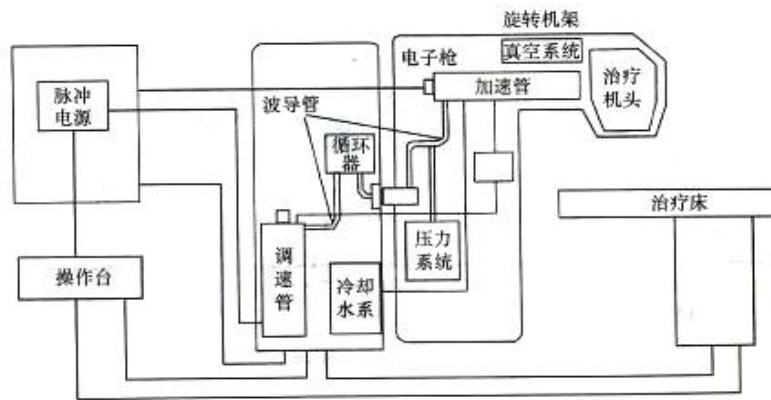 旋转机架
电子枪
真空系统
脉冲
电源
加速管
治疗
机头
波导管
循环
器
治疗床
调
速
管
压力
系统
操作台
冷却
水系